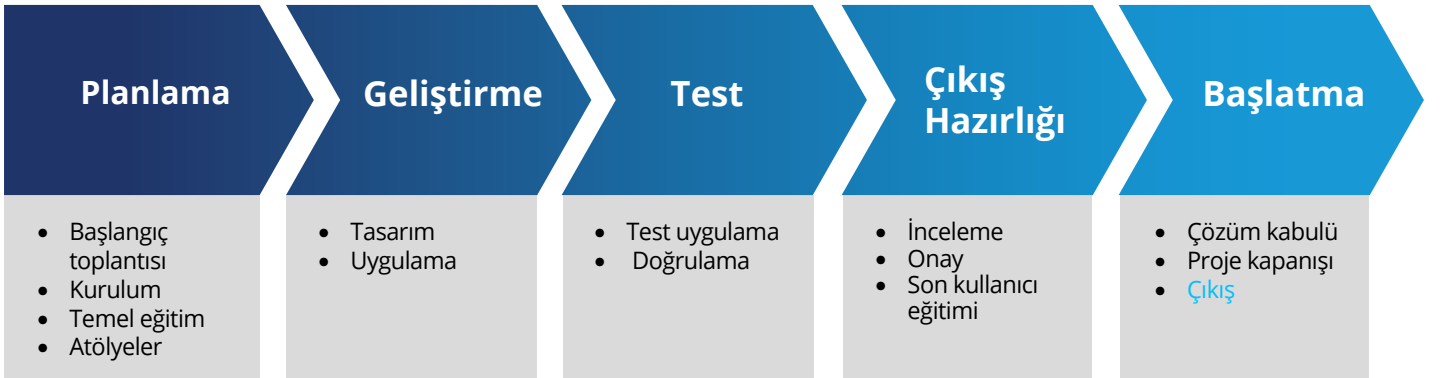 Planlama
Geliştirme
Test
Çıkış
Hazırlığı
Başlatma
• Başlangıç
toplantısı
• Kurulum
• Temel eğitim
• Atölyeler
• Tasarım
• Uygulama
• Test uygulama
• Doğrulama
• İnceleme
• Onay
• Son kullanıcı
eğitimi
• Çözüm kabulü
• Proje kapanışı
• Çıkış